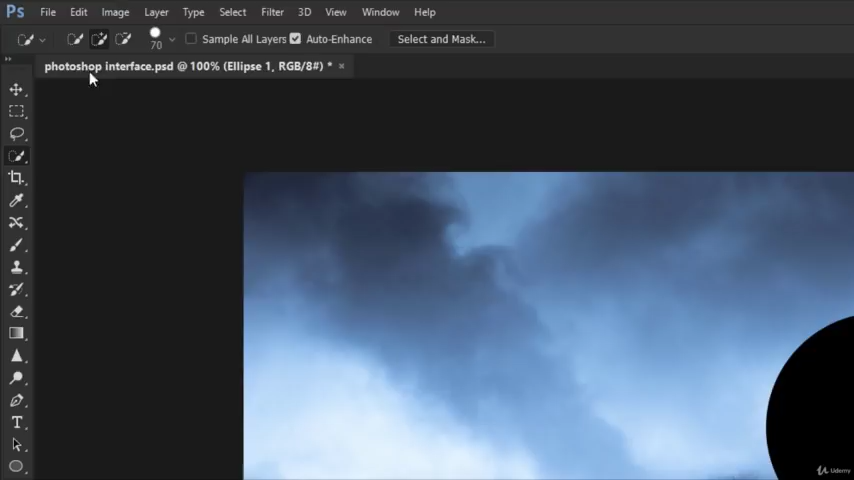 Ps File Edit Image Layer Type Select Filter 3D View Window Help
70 Sample All Layers Auto-Enhance Select and Mask...
photoshop interface.psd @ 100% (Ellipse 1, RGB/8#) * ×
T
Udemy